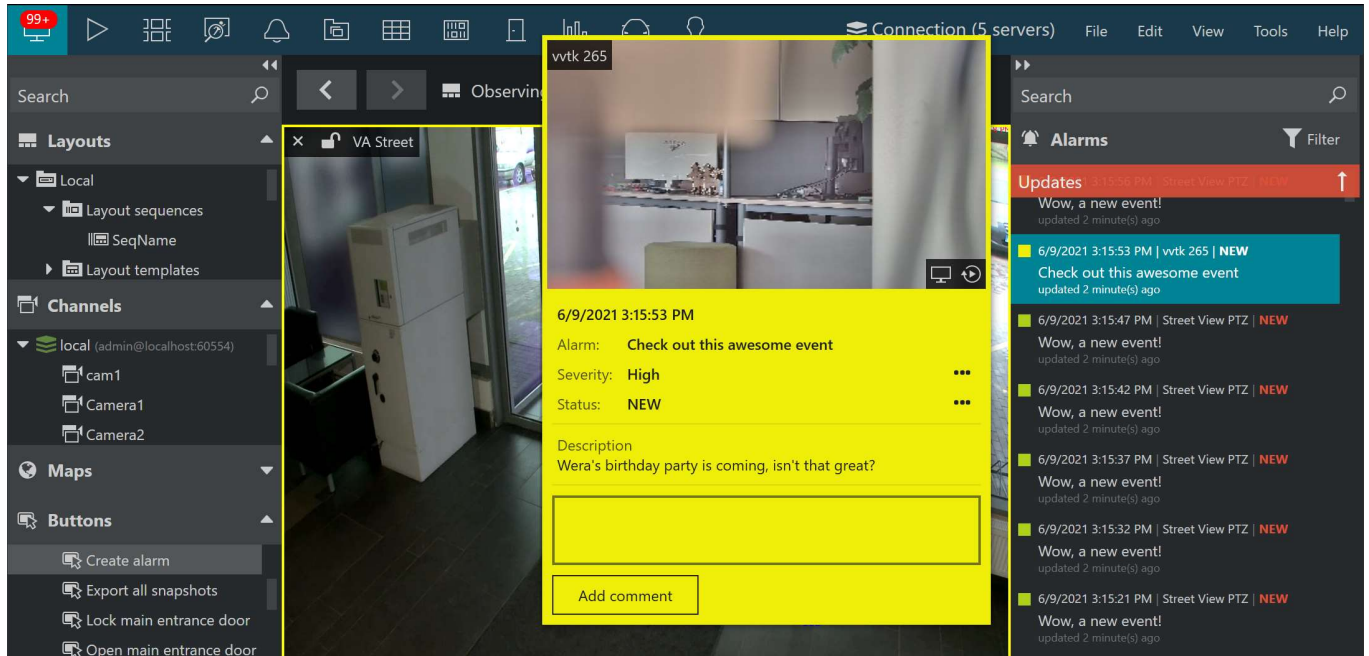 99+
Connection (5 servers)
File Edit View Tools Help
Search
Layouts
Local
Layout sequences
SeqName
Layout templates
Channels
local (admin@localhost:60554)
cam1
Camera1
Camera2
Maps
Buttons
Create alarm
Export all snapshots
Lock main entrance door
Open main entrance door
Observing
VA Street
vvtk 265
6/9/2021 3:15:53 PM
Alarm: Check out this awesome event
Severity: High
Status: NEW
Description
Wera's birthday party is coming, isn't that great?
Add comment
Search
Alarms
Filter
Updates
3:15:56 PM | Street View PTZ | NEW
Wow, a new event!
updated 2 minute(s) ago
6/9/2021 3:15:53 PM | vvtk 265 | NEW
Check out this awesome event
updated 2 minute(s) ago
6/9/2021 3:15:47 PM | Street View PTZ | NEW
Wow, a new event!
updated 2 minute(s) ago
6/9/2021 3:15:42 PM | Street View PTZ | NEW
Wow, a new event!
updated 2 minute(s) ago
6/9/2021 3:15:37 PM | Street View PTZ | NEW
Wow, a new event!
updated 2 minute(s) ago
6/9/2021 3:15:32 PM | Street View PTZ | NEW
Wow, a new event!
updated 2 minute(s) ago
6/9/2021 3:15:21 PM | Street View PTZ | NEW
Wow, a new event!
updated 2 minute(s) ago